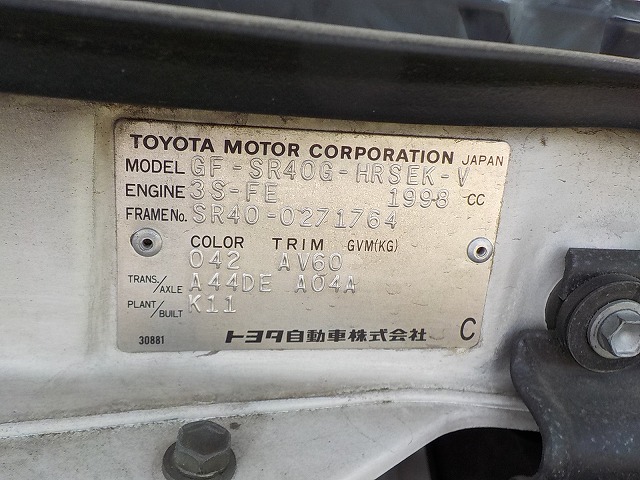 TOYOTA MOTOR CORPORATION JAPAN
MODEL GF-SR40G-HRSEK-V
ENGINE 3S-FE 1998 CC
FRAME No. SR40-0271764
COLOR TRIM GVM(KG)
042 AV60
TRANS./AXLE A44DE A04A
PLANT/BUILT K11
30881 トヨタ自動車株式会社 C